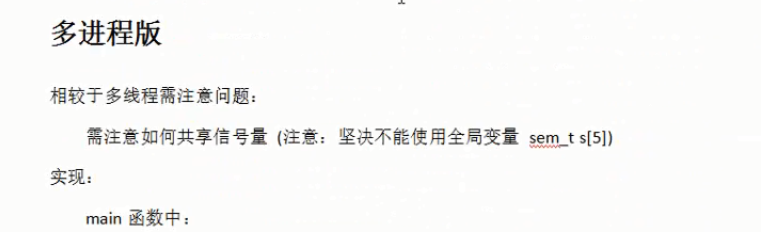 多进程版
相较于多线程需注意问题：
需注意如何共享信号量 (注意：坚决不能使用全局变量 sem_t s[5])
实现：
main 函数中：